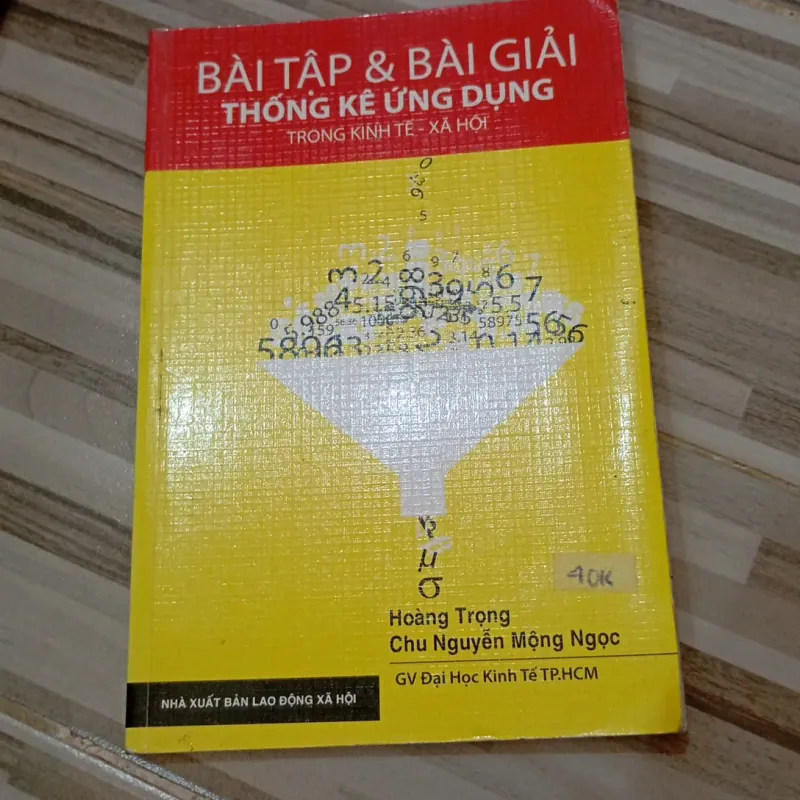 BÀI TẬP & BÀI GIẢI
THỐNG KÊ ỨNG DỤNG
TRONG KINH TẾ - XÃ HỘI
40K
Hoàng Trọng
Chu Nguyễn Mộng Ngọc
GV Đại Học Kinh Tế TP.HCM
NHÀ XUẤT BẢN LAO ĐỘNG XÃ HỘI
μ
σ